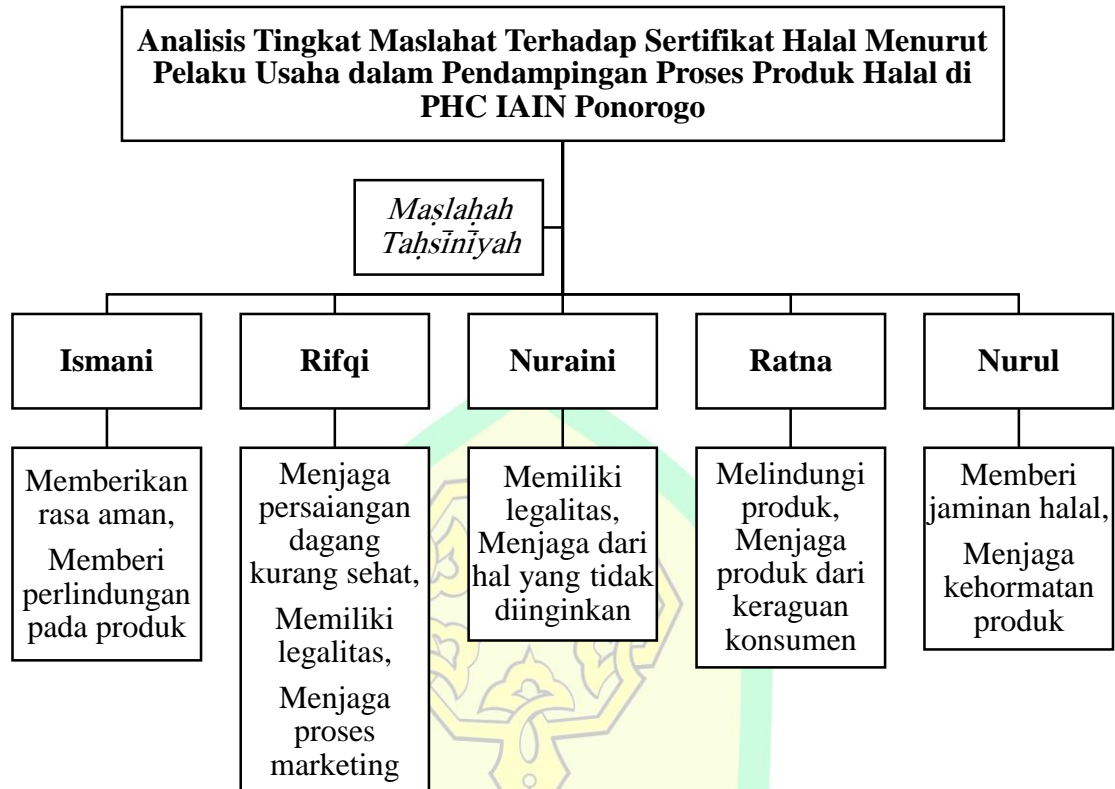 Analisis Tingkat Maslahat Terhadap Sertifikat Halal Menurut
Pelaku Usaha dalam Pendampingan Proses Produk Halal di
PHC IAIN Ponorogo
Maṣlaḥah
Taḥsīnīyah
Ismani
Memberikan
rasa aman,
Memberi
perlindungan
pada produk
Rifqi
Menjaga
persaiangan
dagang
kurang sehat,
Memiliki
legalitas,
Menjaga
proses
marketing
Nuraini
Memiliki
legalitas,
Menjaga dari
hal yang tidak
diinginkan
Ratna
Melindungi
produk,
Menjaga
produk dari
keraguan
konsumen
Nurul
Memberi
jaminan halal,
Menjaga
kehormatan
produk